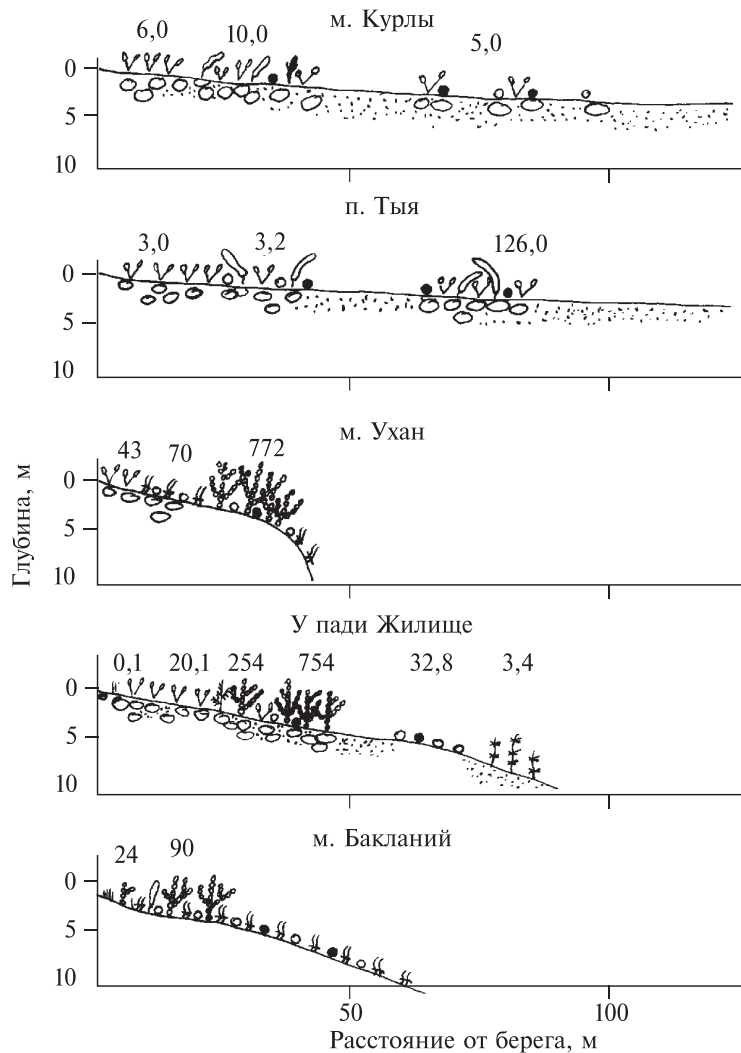 м. Курлы
6,0 10,0 5,0
0
5
10
п. Тыя
3,0 3,2 126,0
0
5
10
м. Ухан
43 70 772
0
5
10
Глубина, м
У пади Жилище
0,1 20,1 254 754 32,8 3,4
0
5
10
м. Бакланий
24 90
0
5
10
50 100
Расстояние от берега, м